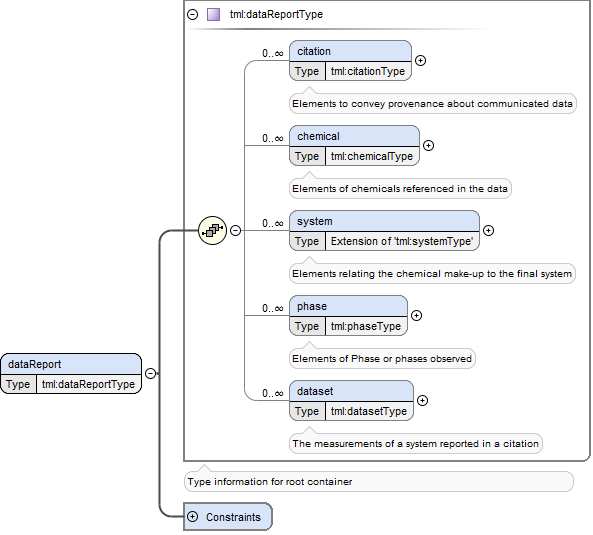 tml:dataReportType
0..∞
citation
Type tml:citationType
Elements to convey provenance about communicated data
0..∞
chemical
Type tml:chemicalType
Elements of chemicals referenced in the data
0..∞
system
Type Extension of 'tml:systemType'
Elements relating the chemical make-up to the final system
0..∞
phase
Type tml:phaseType
Elements of Phase or phases observed
dataReport
Type tml:dataReportType
0..∞
dataset
Type tml:datasetType
The measurements of a system reported in a citation
Type information for root container
Constraints